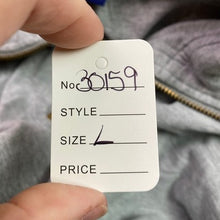 No 30159
STYLE
SIZE L
PRICE